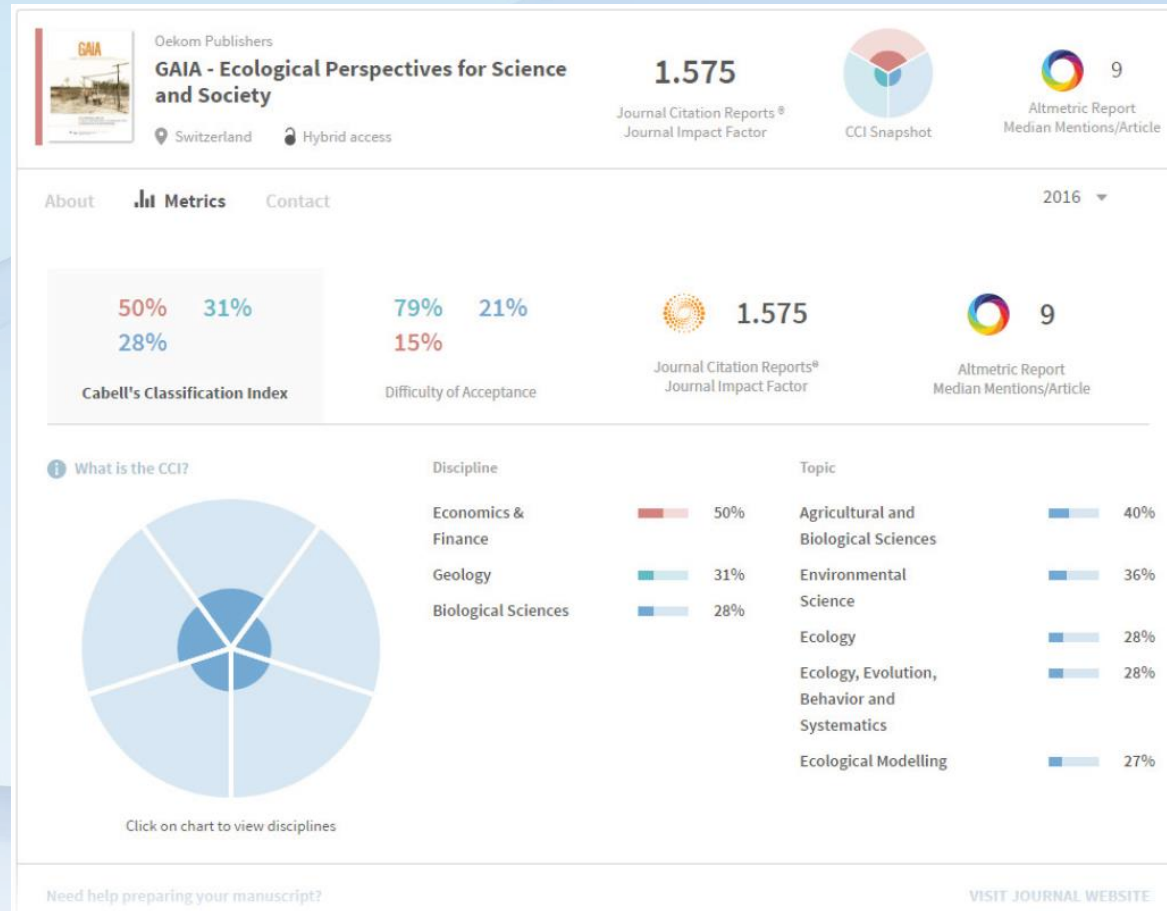 GAIA
Oekom Publishers
GAIA - Ecological Perspectives for Science
and Society
Switzerland
Hybrid access
1.575
Journal Citation Reports ®
Journal Impact Factor
CCI Snapshot
9
Altmetric Report
Median Mentions/Article
About
Metrics
Contact
2016
50% 31%
28%
Cabell's Classification Index
79% 21%
15%
Difficulty of Acceptance
1.575
Journal Citation Reports®
Journal Impact Factor
9
Altmetric Report
Median Mentions/Article
What is the CCI?
Click on chart to view disciplines
Discipline
Economics &
Finance
50%
Geology
31%
Biological Sciences
28%
Topic
Agricultural and
Biological Sciences
40%
Environmental
Science
36%
Ecology
28%
Ecology, Evolution,
Behavior and
Systematics
28%
Ecological Modelling
27%
Need help preparing your manuscript?
VISIT JOURNAL WEBSITE